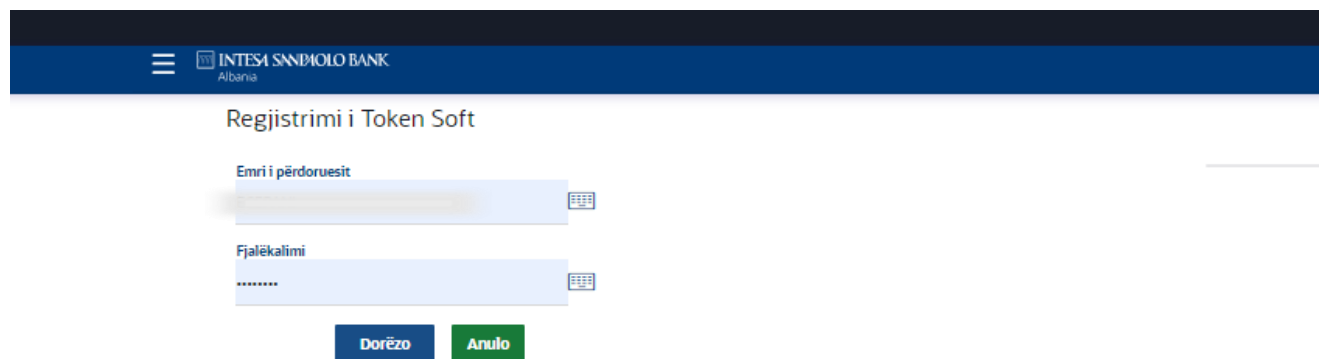 INTESA SANPAOLO BANK
Albania
Regjistrimi i Token Soft
Emri i përdoruesit
Fjalëkalimi
........
Dorëzo Anulo